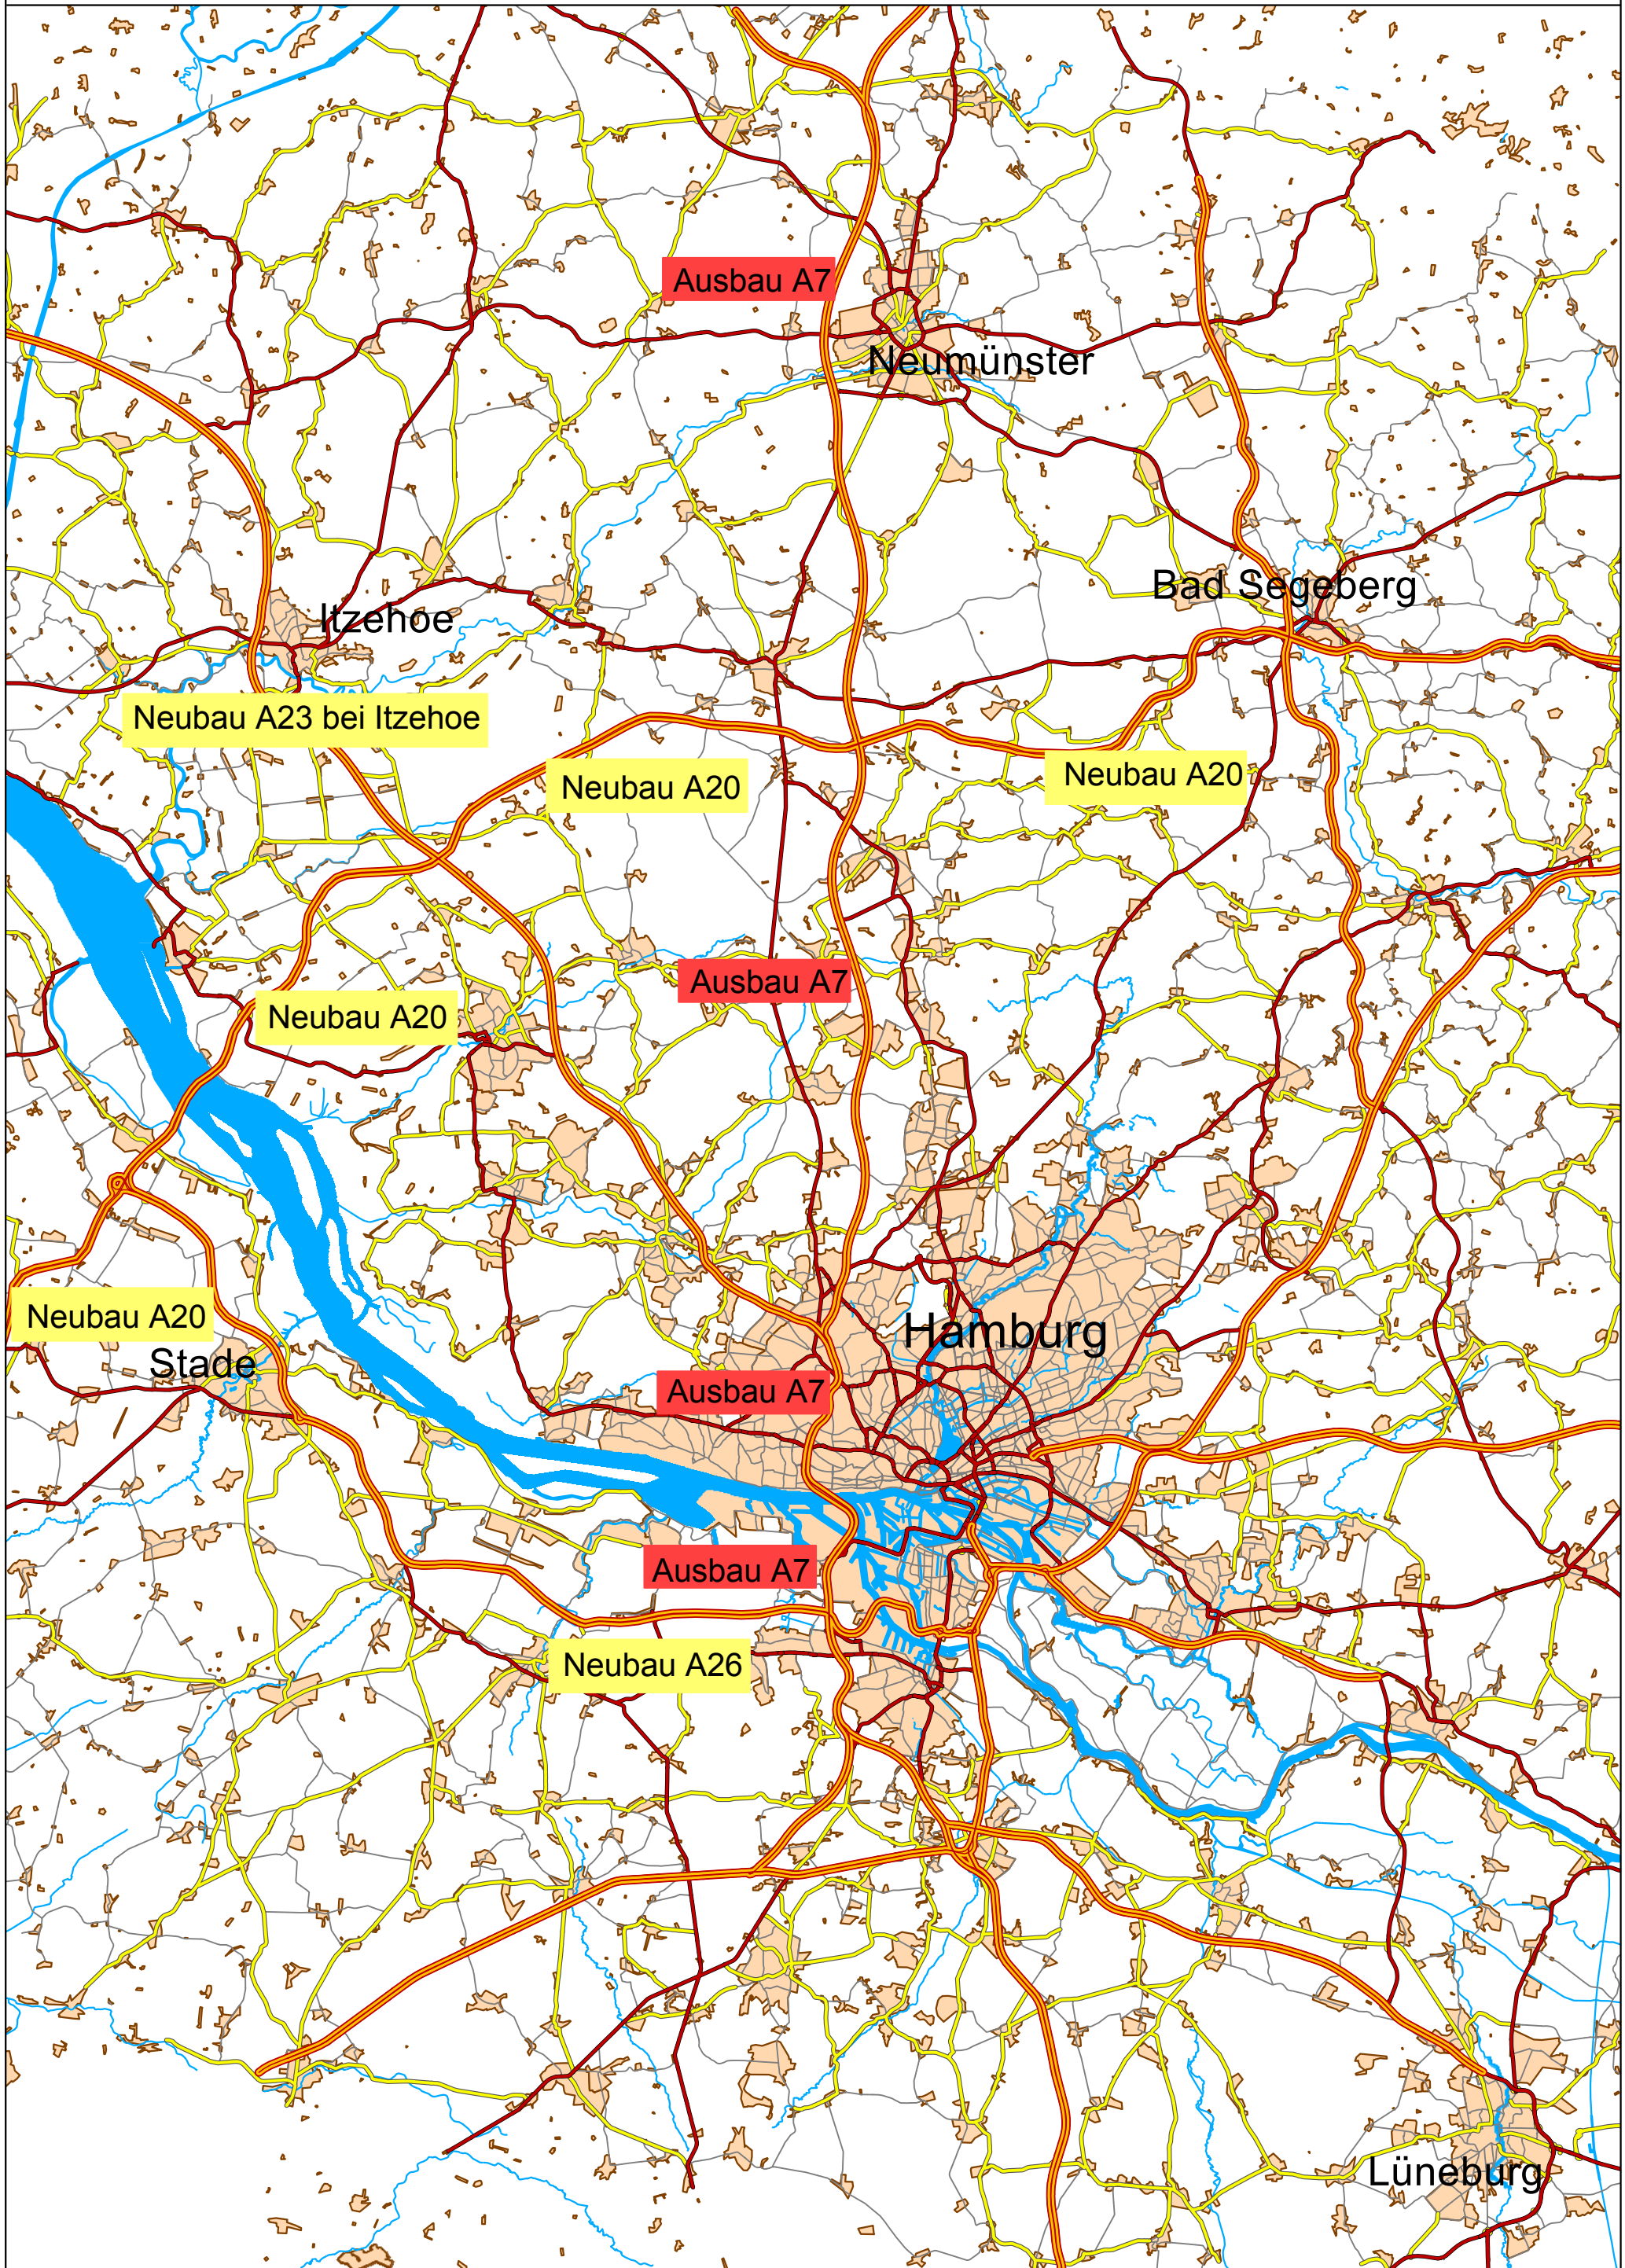 Ausbau A7
Neumünster
Bad Segeberg
Itzehoe
Neubau A23 bei Itzehoe
Neubau A20
Neubau A20
Ausbau A7
Neubau A20
Neubau A20
Hamburg
Stade
Ausbau A7
Ausbau A7
Neubau A26
Lüneburg